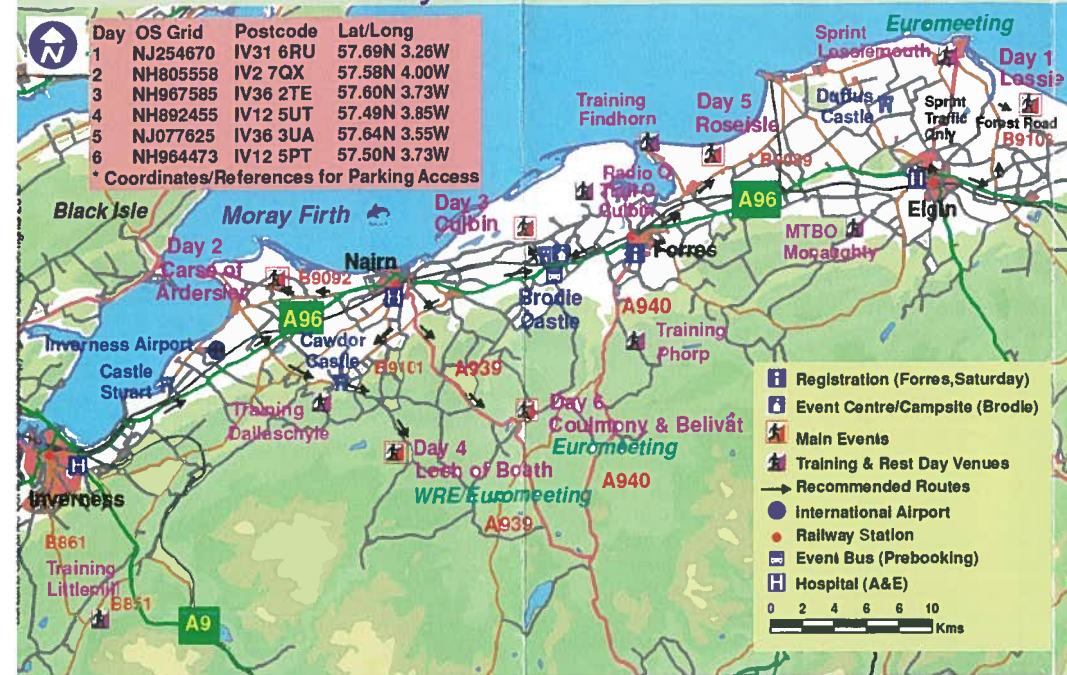 N
Day OS Grid Postcode Lat/Long
1 NJ254670 IV31 6RU 57.69N 3.26W
2 NH805558 IV2 7QX 57.58N 4.00W
3 NH967585 IV36 2TE 57.60N 3.73W
4 NH892455 IV12 5UT 57.49N 3.85W
5 NJ077625 IV36 3UA 57.64N 3.55W
6 NH964473 IV12 5PT 57.50N 3.73W
* Coordinates/References for Parking Access
Euromeeting
Sprint
Lossiemouth
Day 1
Lossie
Duffus
Castle
Sprint
Traffic
Only
Forest Road
B9103
Training
Findhorn
Day 5
Roseisle
B9089
Radio O
Trail O
Culbin
A96
Elgin
MTBO
Monaughty
Black Isle
Moray Firth
Day 3
Culbin
Day 2
Carse of
Ardersier
Nairn
B9092
Forres
Brodie
Castle
A940
A96
Inverness Airport
Cawdor
Castle
Training
Phorp
Castle
Stuart
B9101
A939
Training
Dallaschyle
Day 6
Coulmony & Belivat
Euromeeting
Day 4
Loch of Boath
WRE/Euromeeting
A940
H
Inverness
A939
B861
Training
Littlemill
B851
A9
Registration (Forres,Saturday)
Event Centre/Campsite (Brodie)
Main Events
Training & Rest Day Venues
Recommended Routes
International Airport
Railway Station
Event Bus (Prebooking)
H Hospital (A&E)
0 2 4 6 8 10
Kms